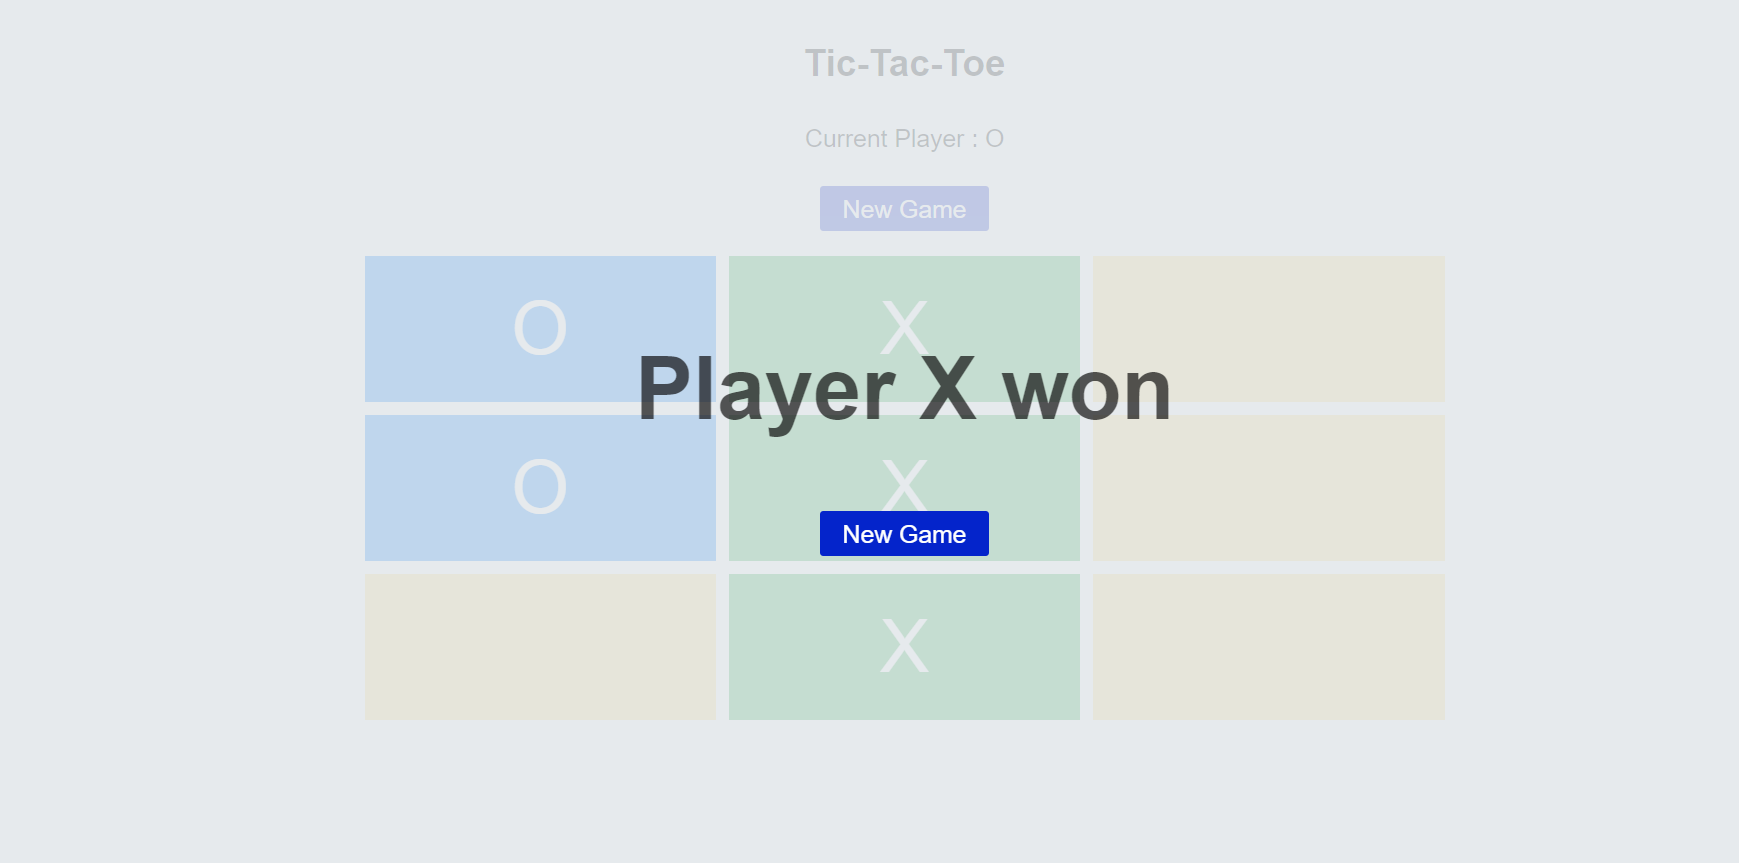 Tic-Tac-Toe
Current Player : O
New Game
O X
Player X won
O X
New Game
X